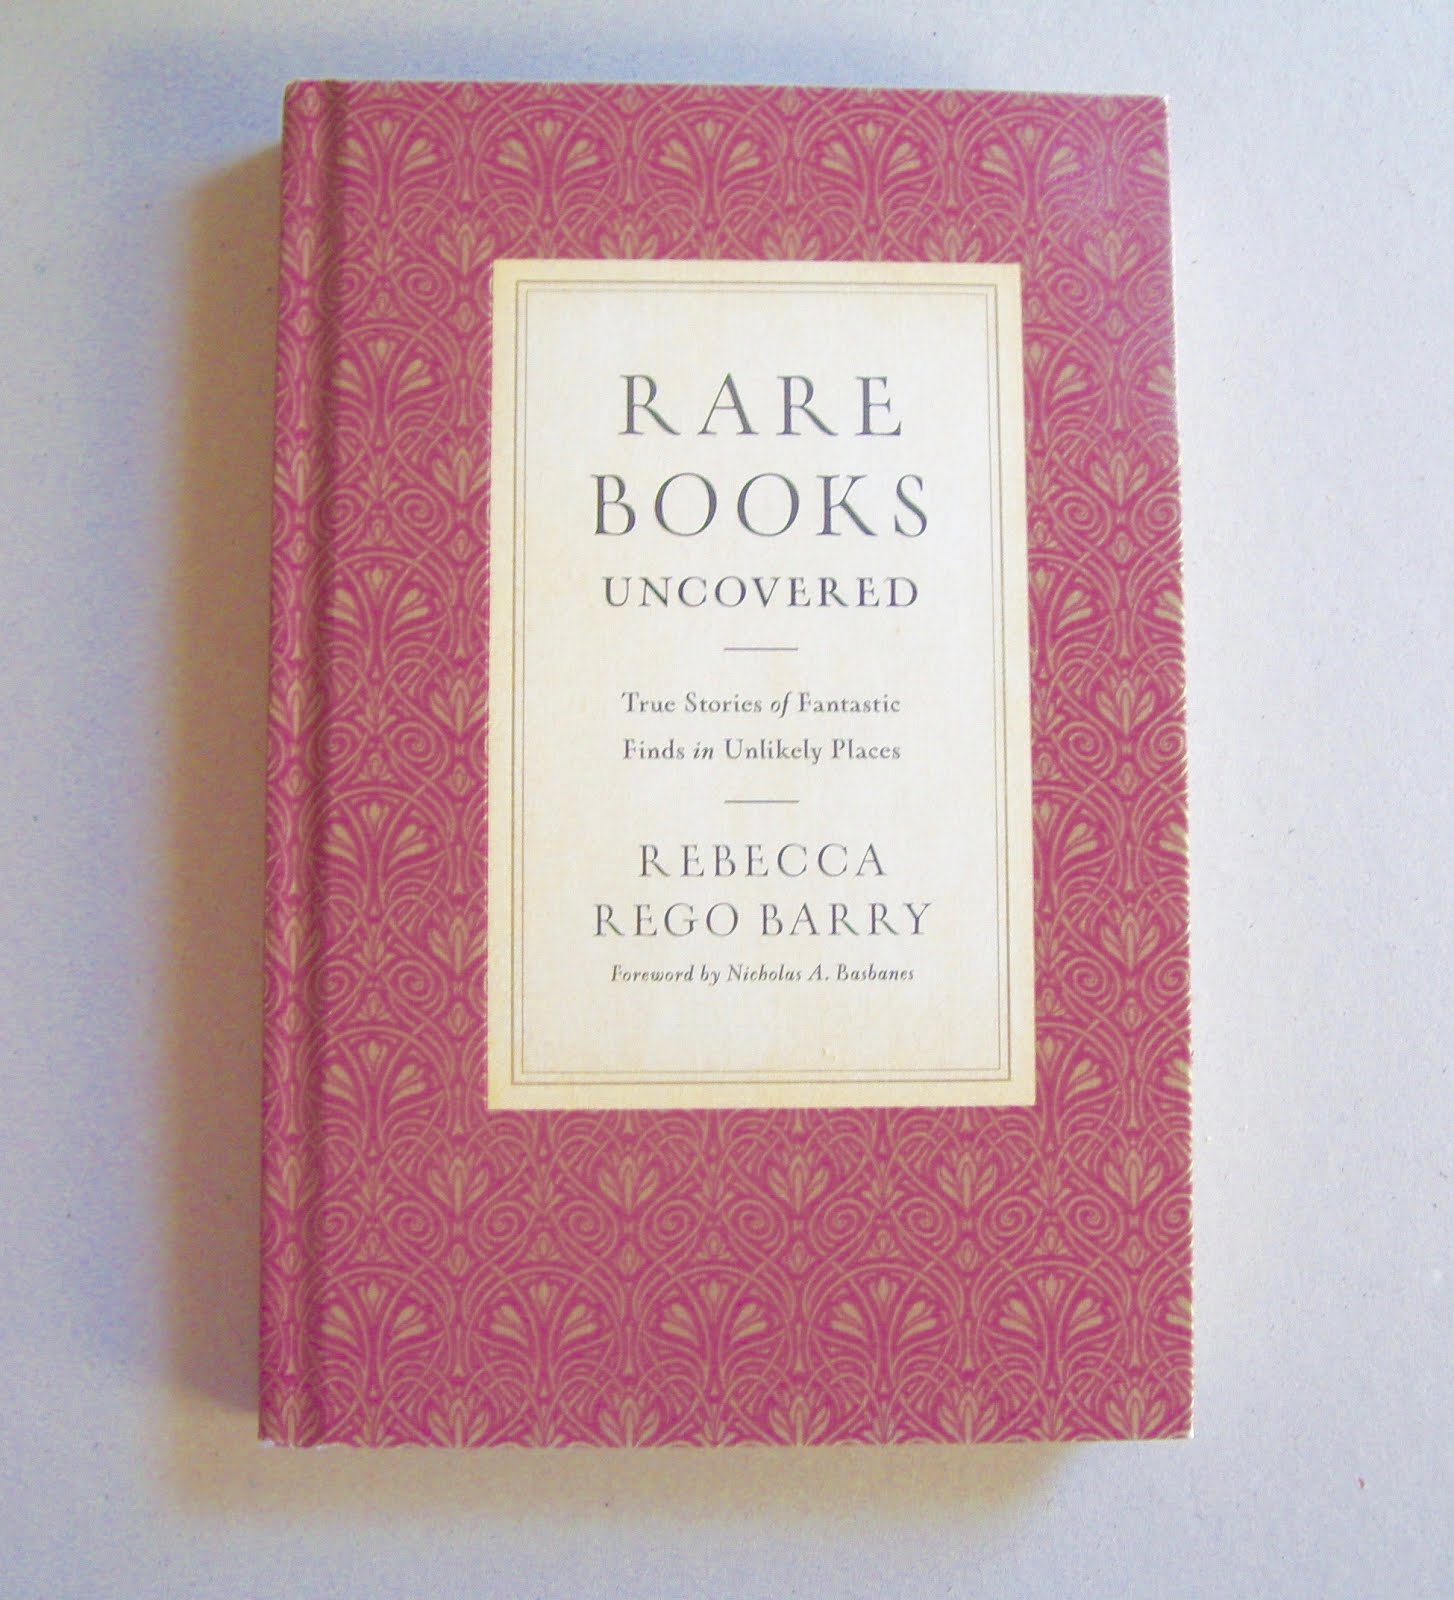 RARE
BOOKS
UNCOVERED
True Stories of Fantastic
Finds in Unlikely Places
REBECCA
REGO BARRY
Foreword by Nicholas A. Basbanes